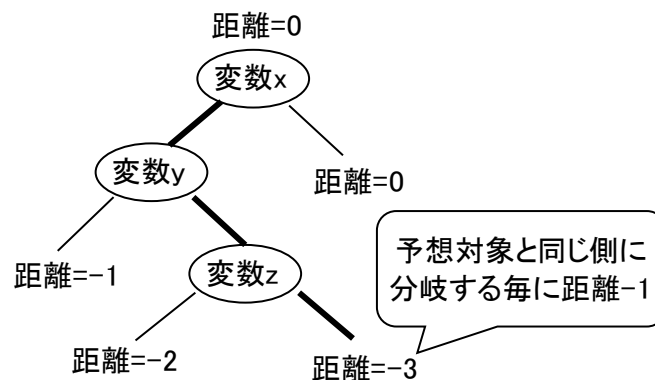 距離=0
変数x
変数y
距離=0
距離=-1
変数z
予想対象と同じ側に
分岐する毎に距離-1
距離=-2
距離=-3